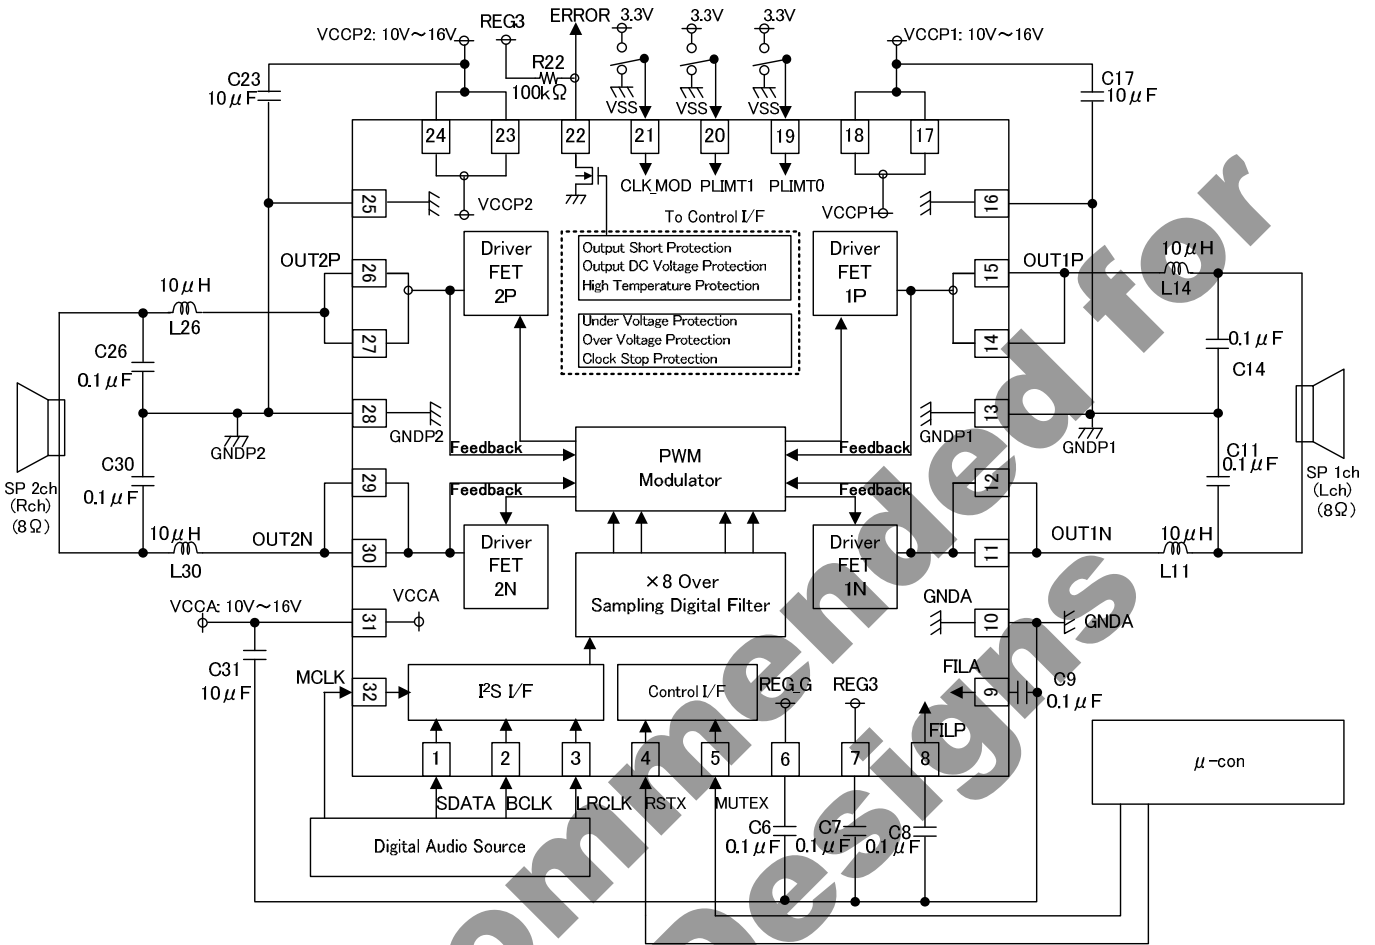 REG3
ERROR
3.3V
3.3V
3.3V
VCCP2: 10V～16V
VCCP1: 10V～16V
C23
10μF
R22
100kΩ
VSS
VSS
VSS
C17
10μF
24
23
22
21
20
19
18
17
CLK_MOD
PLIMT1
PLIMT0
25
VCCP2
To Control I/F
VCCP1
16
OUT2P
26
Driver
FET
2P
Output Short Protection
Output DC Voltage Protection
High Temperature Protection
Driver
FET
1P
15
OUT1P
10μH
L14
10μH
L26
27
Under Voltage Protection
Over Voltage Protection
Clock Stop Protection
14
C26
0.1μF
0.1μF
C14
28
GNDP2
GNDP2
13
GNDP1
GNDP1
Feedback
PWM
Modulator
Feedback
C30
0.1μF
C11
0.1μF
SP 2ch
(Rch)
(8Ω)
SP 1ch
(Lch)
(8Ω)
29
Feedback
Feedback
12
10μH
L30
OUT2N
30
Driver
FET
2N
Driver
FET
1N
11
OUT1N
10μH
L11
×8 Over
Sampling Digital Filter
VCCA: 10V～16V
31
VCCA
GNDA
10
GNDA
C31
10μF
MCLK
32
I²S I/F
Control I/F
REG_G
REG3
FILA
9
C9
0.1μF
FILP
1
2
3
4
5
6
7
8
μ-con
SDATA
BCLK
LRCLK
RSTX
MUTEX
C6
0.1μF
C7
0.1μF
C8
0.1μF
Digital Audio Source
ommended for
Designs